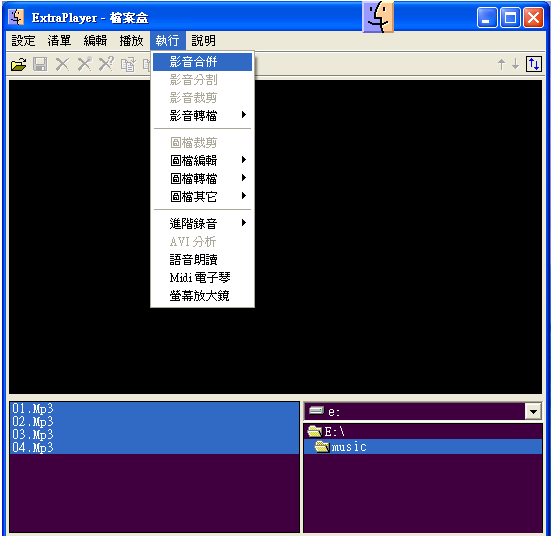 ExtraPlayer - 檔案盒
設定 清單 編輯 播放 執行 說明
影音合併
影音分割
影音裁剪
影音轉檔
圖檔裁剪
圖檔編輯
圖檔轉檔
圖檔其它
進階錄音
AVI 分析
語音朗讀
Midi 電子琴
螢幕放大鏡
01.Mp3
02.Mp3
03.Mp3
04.Mp3
e:
E:\
music